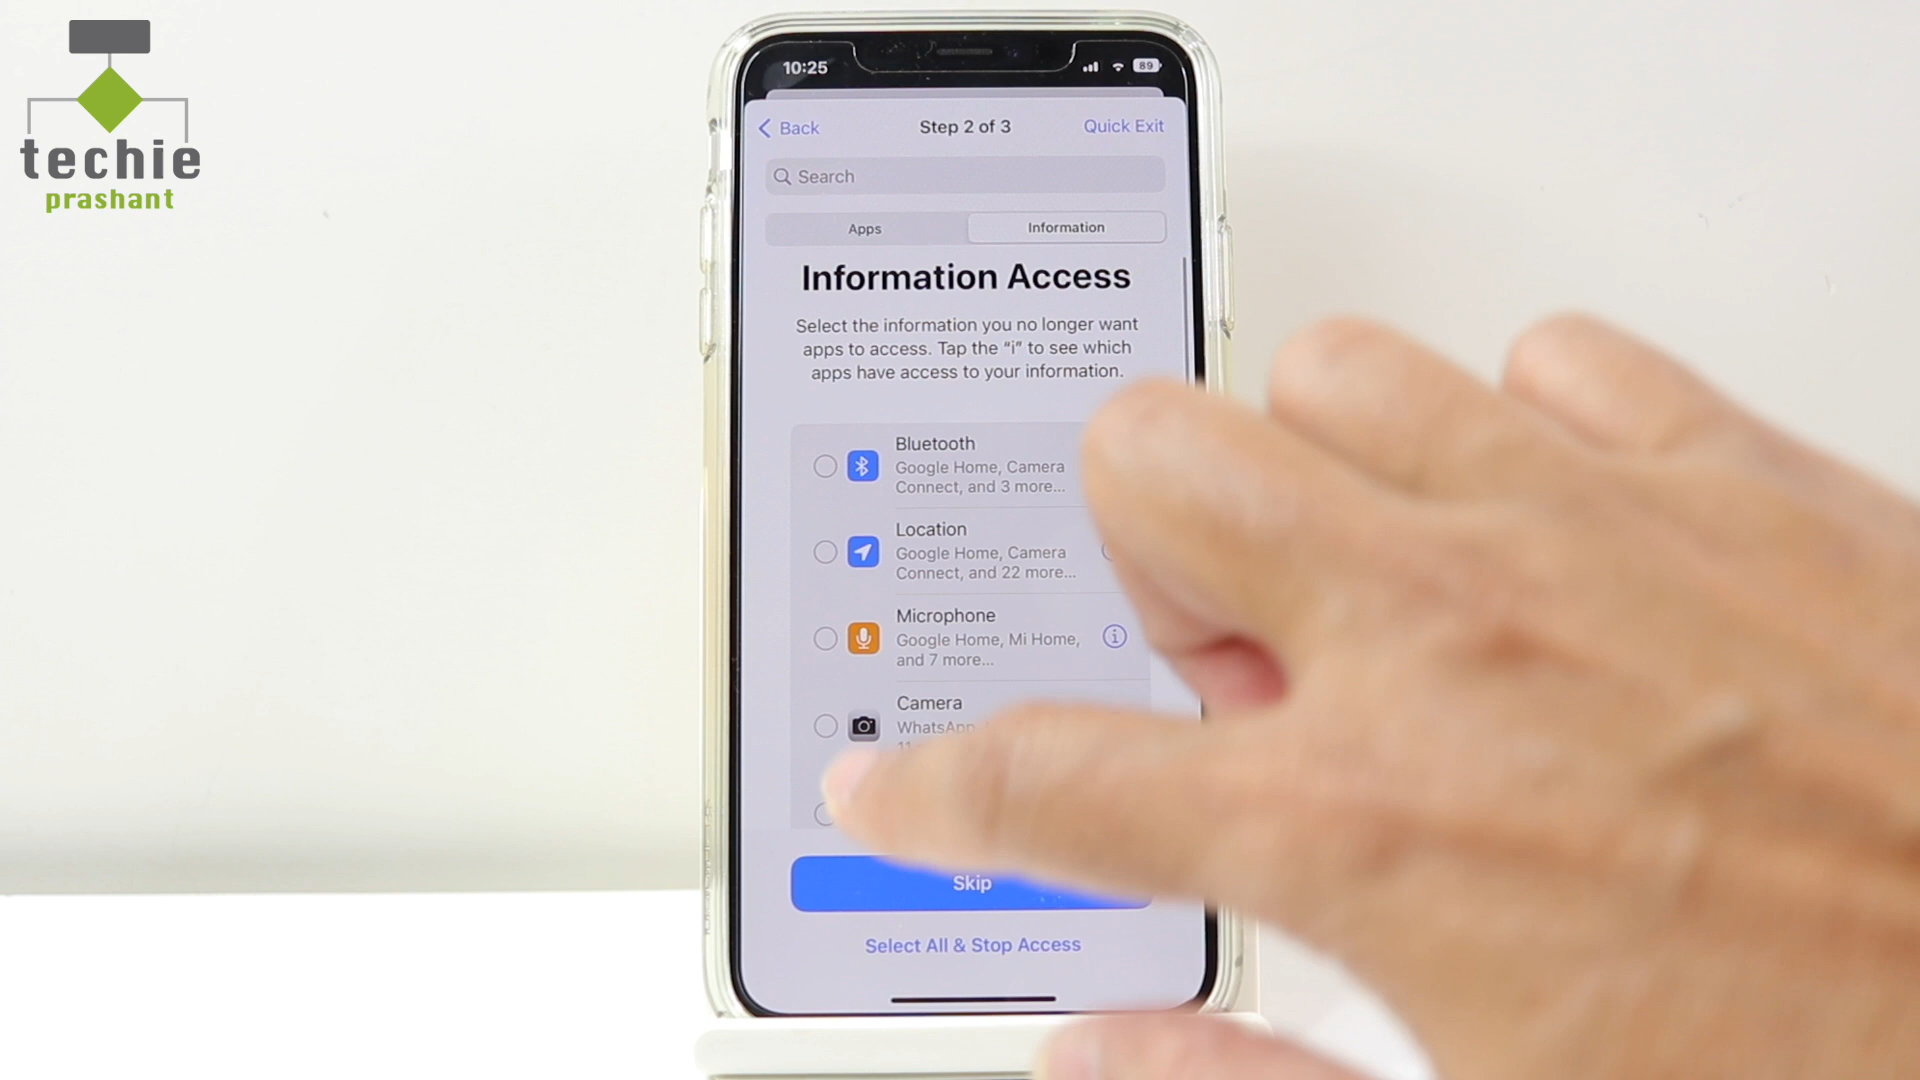 techie
prashant
10:25
89
Back
Step 2 of 3
Quick Exit
Search
Apps
Information
Information Access
Select the information you no longer want
apps to access. Tap the “i” to see which
apps have access to your information.
Bluetooth
Google Home, Camera
Connect, and 3 more...
Location
Google Home, Camera
Connect, and 22 more...
Microphone
Google Home, Mi Home,
and 7 more...
Camera
WhatsApp,
11
Skip
Select All & Stop Access